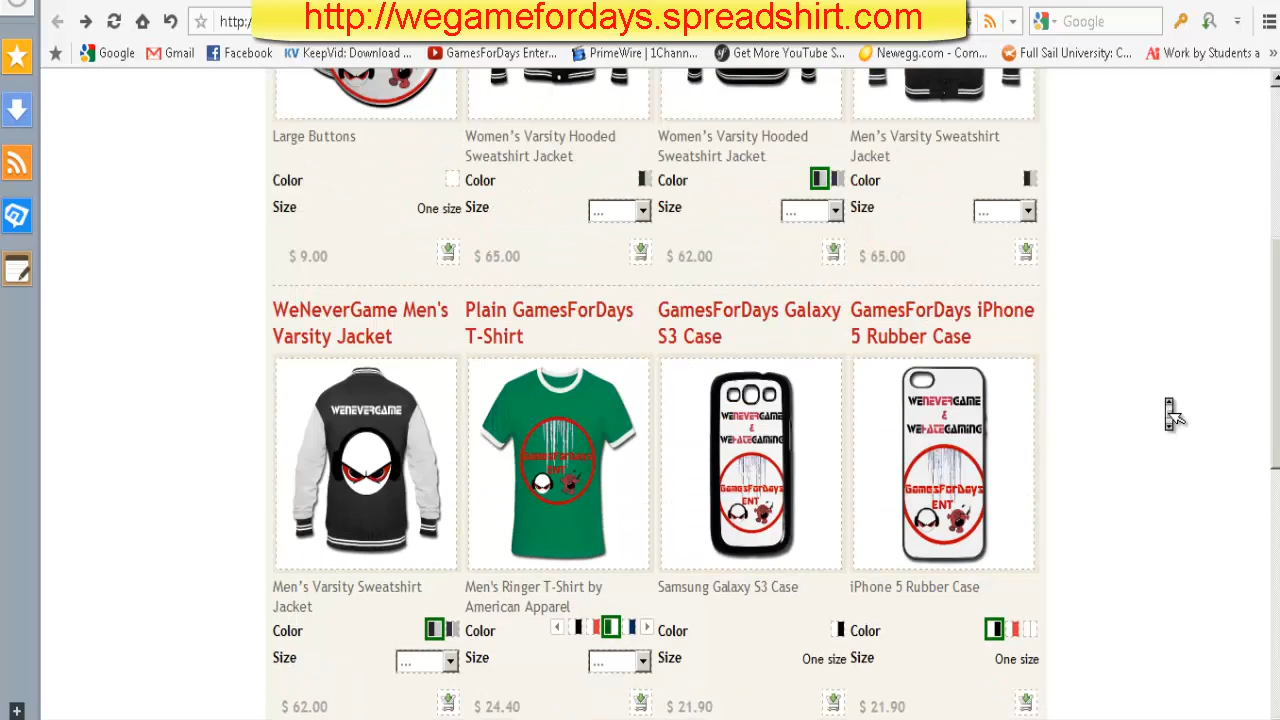 http://wegamefordays.spreadshirt.com
http:/
Google
Google
Gmail
Facebook
KeepVid: Download ...
GamesForDays Enter...
PrimeWire | 1Chann...
Get More YouTube S...
Newegg.com - Com...
Full Sail University: C...
Work by Students a
Large Buttons
Women's Varsity Hooded
Sweatshirt Jacket
Women's Varsity Hooded
Sweatshirt Jacket
Men's Varsity Sweatshirt
Jacket
Color
Color
Color
Color
Size
One size
Size
...
Size
...
Size
...
$ 9.00
$ 65.00
$ 62.00
$ 65.00
WeNeverGame Men's
Varsity Jacket
Plain GamesForDays
T-Shirt
GamesForDays Galaxy
S3 Case
GamesForDays iPhone
5 Rubber Case
WENEVERGAME
GamesForDays
ENT
WENEVERGAME
&
WEHATEGAMING
GamesForDays
ENT
WENEVERGAME
&
WEHATEGAMING
GamesForDays
ENT
Men's Varsity Sweatshirt
Jacket
Men's Ringer T-Shirt by
American Apparel
Samsung Galaxy S3 Case
iPhone 5 Rubber Case
Color
Color
Color
Color
Size
...
Size
...
Size
One size
Size
One size
$ 62.00
$ 24.40
$ 21.90
$ 21.90